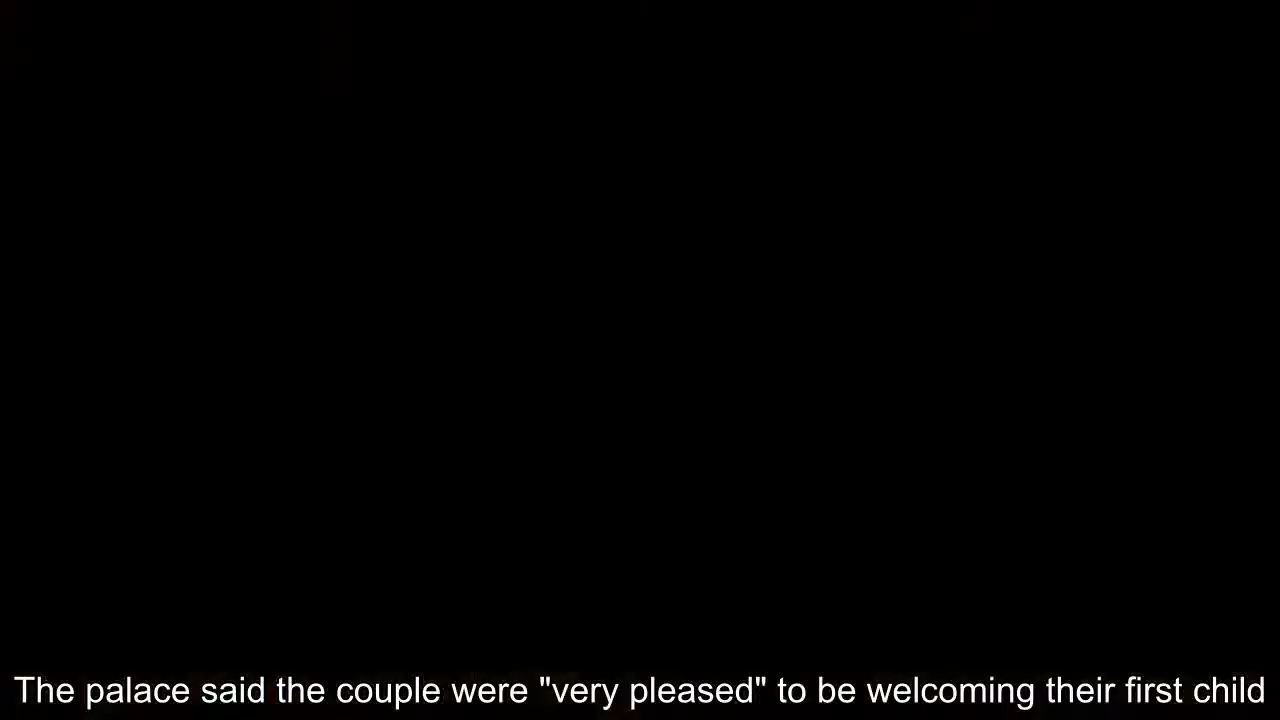 The palace said the couple were "very pleased" to be welcoming their first child